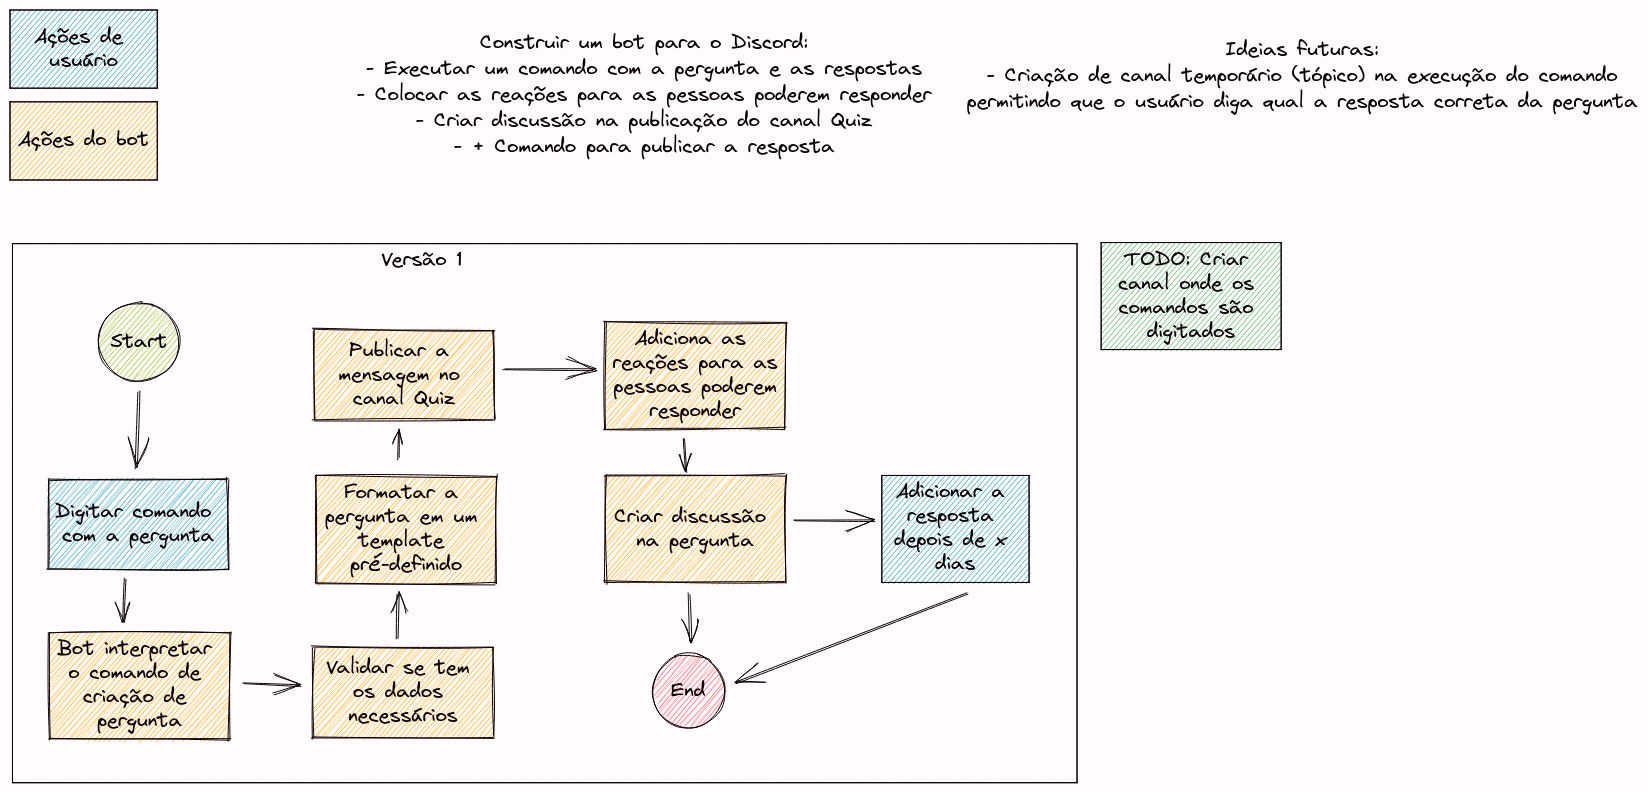 Ações de
usuário
Ações do bot
Construir um bot para o Discord:
- Executar um comando com a pergunta e as respostas
- Colocar as reações para as pessoas poderem responder
- Criar discussão na publicação do canal Quiz
- + Comando para publicar a resposta
Ideias futuras:
- Criação de canal temporário (tópico) na execução do comando
permitindo que o usuário diga qual a resposta correta da pergunta
Versão 1
TODO: Criar
canal onde os
comandos são
digitados
Start
Digitar comando
com a pergunta
Bot interpretar
o comando de
criação de
pergunta
Validar se tem
os dados
necessários
Formatar a
pergunta em um
template
pré-definido
Publicar a
mensagem no
canal Quiz
Adiciona as
reações para as
pessoas poderem
responder
Criar discussão
na pergunta
Adicionar a
resposta
depois de x
dias
End